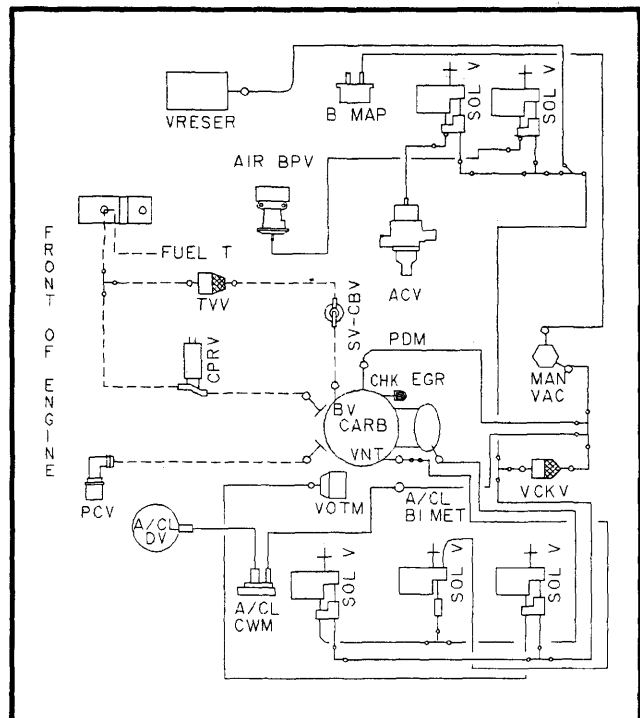 VRESER
B MAP
SOL V
SOL V
AIR BPV
ACV
FUEL T
TVV
SV-CBV
CPRV
PDM
MAN
VAC
CHK EGR
BV
CARB
VNT
FRONT OF ENGINE
PCV
VOTM
A/CL
BI MET
VCKV
A/CL
DV
A/CL
CWM
SOL V
SOL V
SOL V